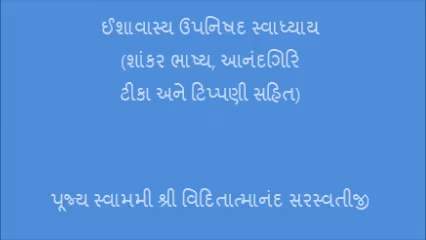 ઈશાવાસ્ય ઉપનિષદ સ્વાધ્યાય
(શાંકર ભાષ્ય, આનંદગિરિ
ટીકા અને ટિપ્પણી સહિત)
પૂજ્ય સ્વામમી શ્રી વિદિતાત્માનંદ સરસ્વતીજી